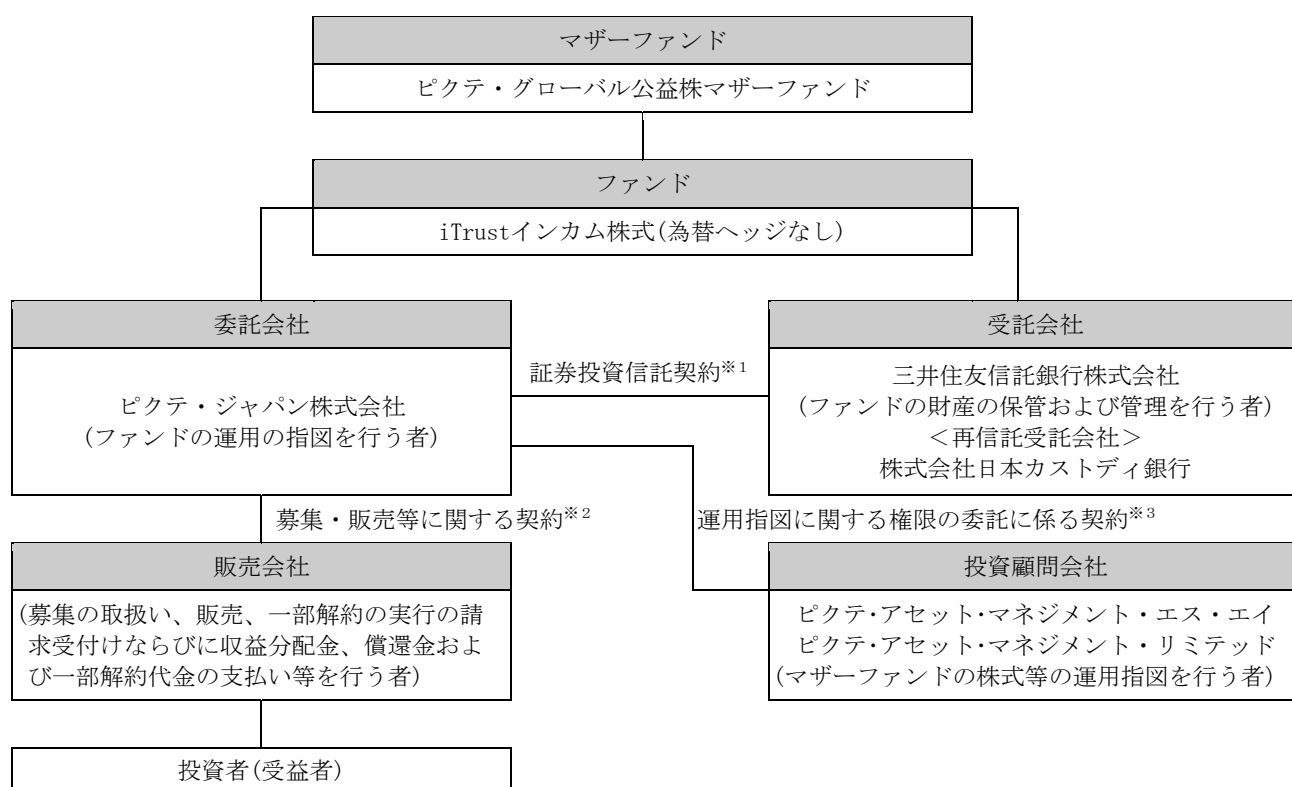 マザーファンド
ピクテ・グローバル公益株マザーファンド
ファンド
iTrustインカム株式(為替ヘッジなし)
委託会社
ピクテ・ジャパン株式会社
(ファンドの運用の指図を行う者)
証券投資信託契約※1
受託会社
三井住友信託銀行株式会社
(ファンドの財産の保管および管理を行う者)
＜再信託受託会社＞
株式会社日本カストディ銀行
募集・販売等に関する契約※2
運用指図に関する権限の委託に係る契約※3
販売会社
(募集の取扱い、販売、一部解約の実行の請
求受付けならびに収益分配金、償還金およ
び一部解約代金の支払い等を行う者)
投資顧問会社
ピクテ・アセット・マネジメント・エス・エイ
ピクテ・アセット・マネジメント・リミテッド
(マザーファンドの株式等の運用指図を行う者)
投資者(受益者)